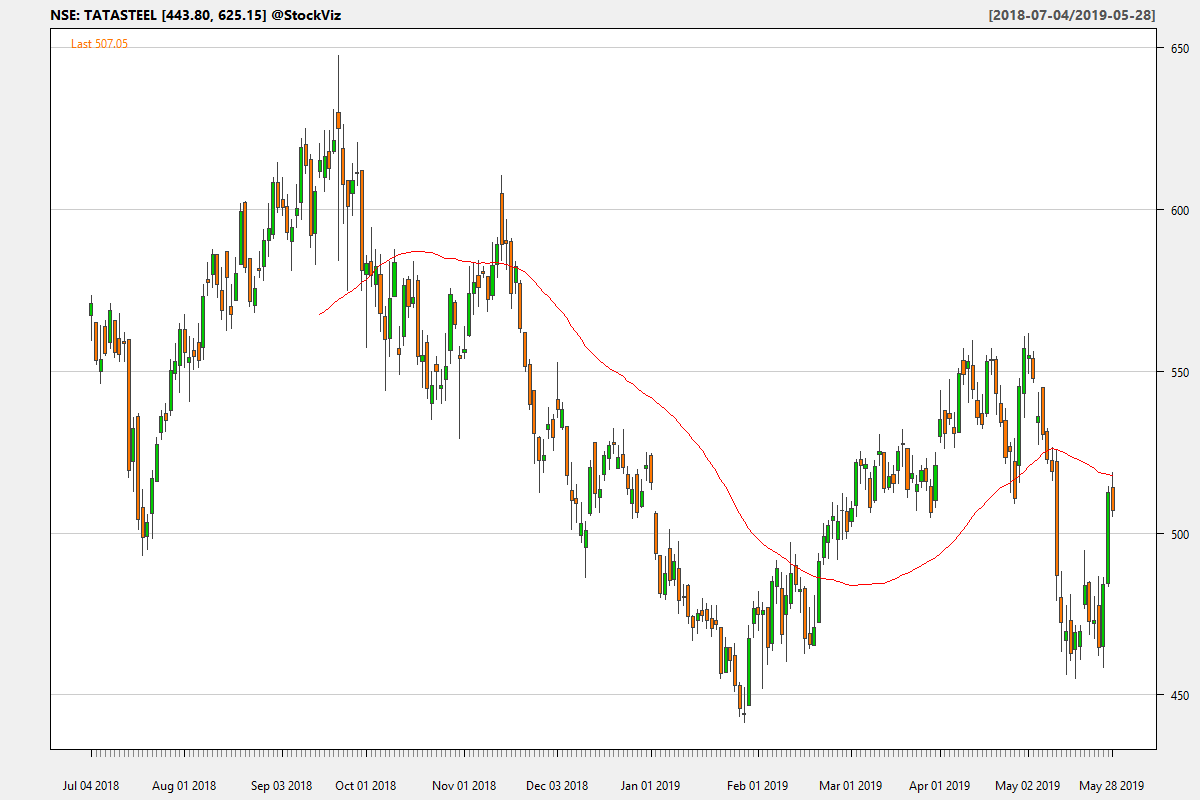 NSE: TATASTEEL [443.80, 625.15] @StockViz [2018-07-04/2019-05-28]
Last 507.05
650
600
550
500
450
Jul 04 2018 Aug 01 2018 Sep 03 2018 Oct 01 2018 Nov 01 2018 Dec 03 2018 Jan 01 2019 Feb 01 2019 Mar 01 2019 Apr 01 2019 May 02 2019 May 28 2019